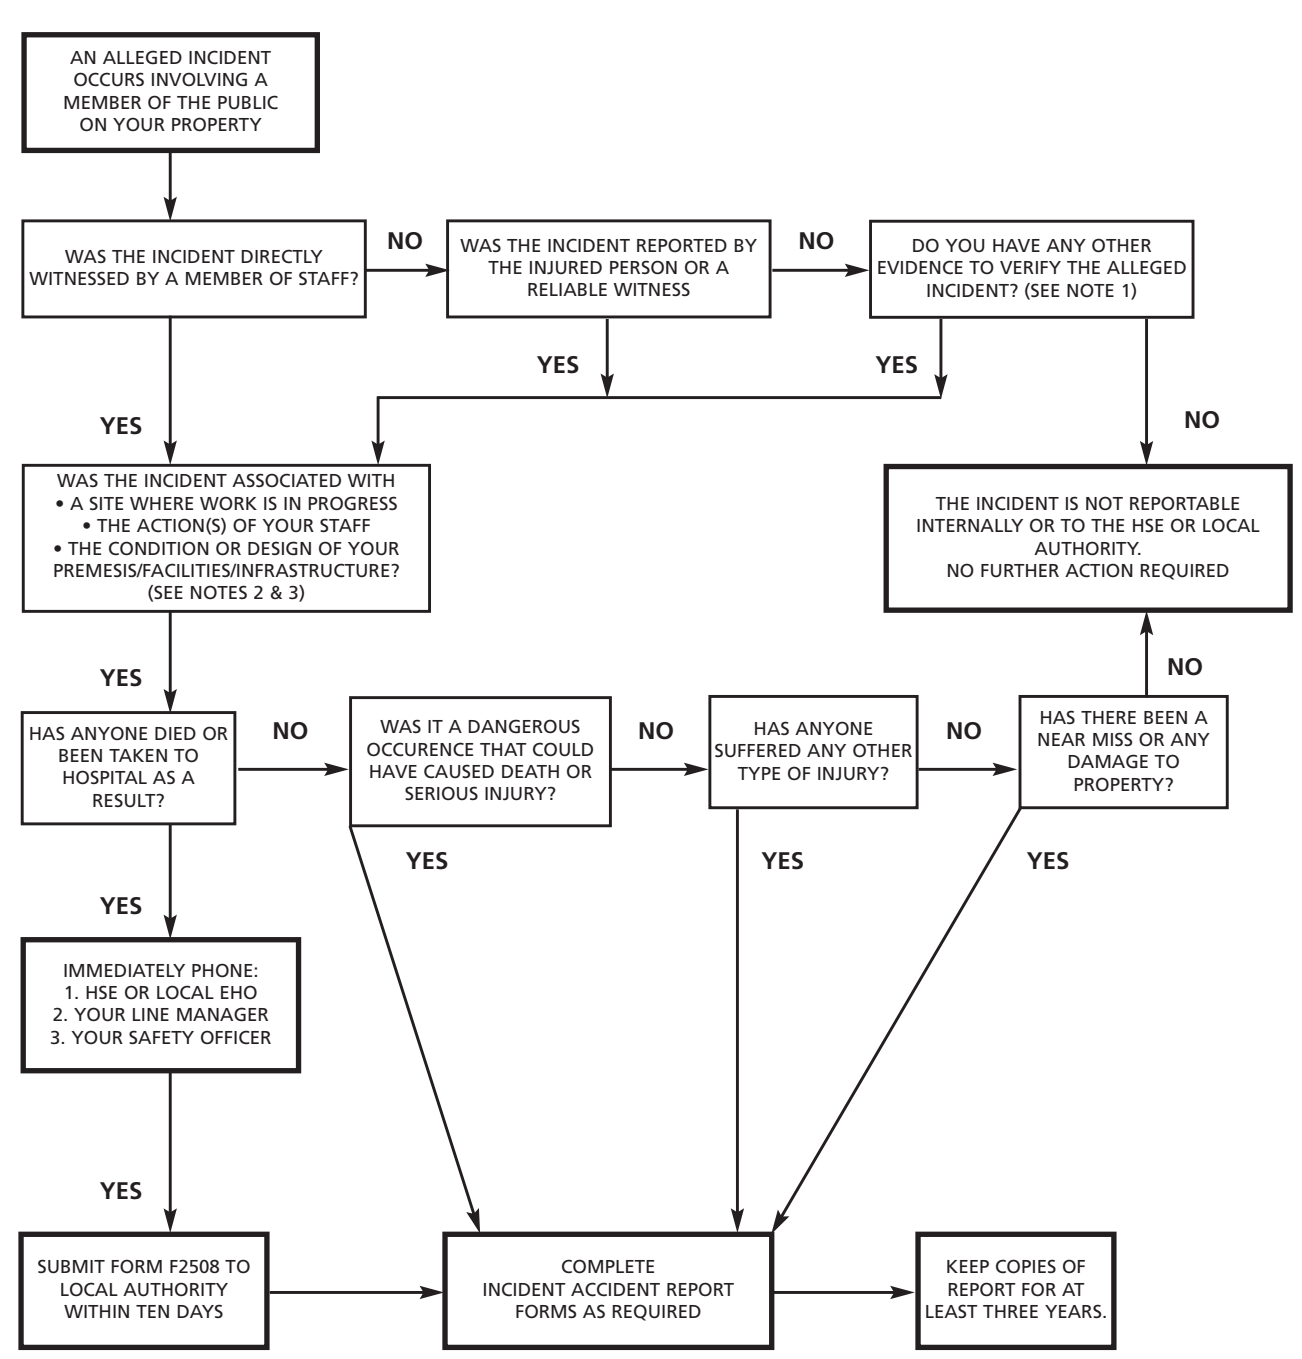 AN ALLEGED INCIDENT
OCCURS INVOLVING A
MEMBER OF THE PUBLIC
ON YOUR PROPERTY
WAS THE INCIDENT DIRECTLY
WITNESSED BY A MEMBER OF STAFF?
NO
WAS THE INCIDENT REPORTED BY
THE INJURED PERSON OR A
RELIABLE WITNESS
NO
DO YOU HAVE ANY OTHER
EVIDENCE TO VERIFY THE ALLEGED
INCIDENT? (SEE NOTE 1)
YES
YES
YES
NO
WAS THE INCIDENT ASSOCIATED WITH
• A SITE WHERE WORK IS IN PROGRESS
• THE ACTION(S) OF YOUR STAFF
• THE CONDITION OR DESIGN OF YOUR
PREMESIS/FACILITIES/INFRASTRUCTURE?
(SEE NOTES 2 & 3)
THE INCIDENT IS NOT REPORTABLE
INTERNALLY OR TO THE HSE OR LOCAL
AUTHORITY.
NO FURTHER ACTION REQUIRED
YES
NO
HAS ANYONE DIED OR
BEEN TAKEN TO
HOSPITAL AS A
RESULT?
NO
WAS IT A DANGEROUS
OCCURENCE THAT COULD
HAVE CAUSED DEATH OR
SERIOUS INJURY?
NO
HAS ANYONE
SUFFERED ANY OTHER
TYPE OF INJURY?
NO
HAS THERE BEEN A
NEAR MISS OR ANY
DAMAGE TO
PROPERTY?
YES
YES
YES
YES
IMMEDIATELY PHONE:
1. HSE OR LOCAL EHO
2. YOUR LINE MANAGER
3. YOUR SAFETY OFFICER
YES
SUBMIT FORM F2508 TO
LOCAL AUTHORITY
WITHIN TEN DAYS
COMPLETE
INCIDENT ACCIDENT REPORT
FORMS AS REQUIRED
KEEP COPIES OF
REPORT FOR AT
LEAST THREE YEARS.